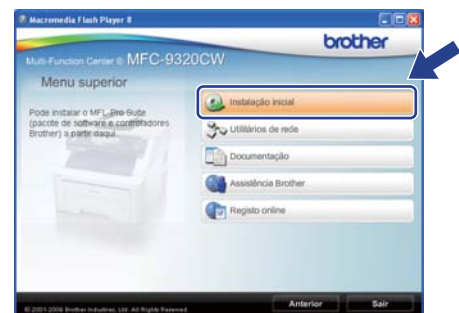 Macromedia Flash Player 8
brother
Multi-Function Center ® MFC-9320CW
Menu superior
Pode instalar o MFL-Pro Suite
(pacote de software e controladores
Brother) a partir daqui.
Instalação inicial
Utilitários de rede
Documentação
Assistência Brother
Registo online
© 2001-2008 Brother Industries, Ltd. All Rights Reserved.
Anterior
Sair